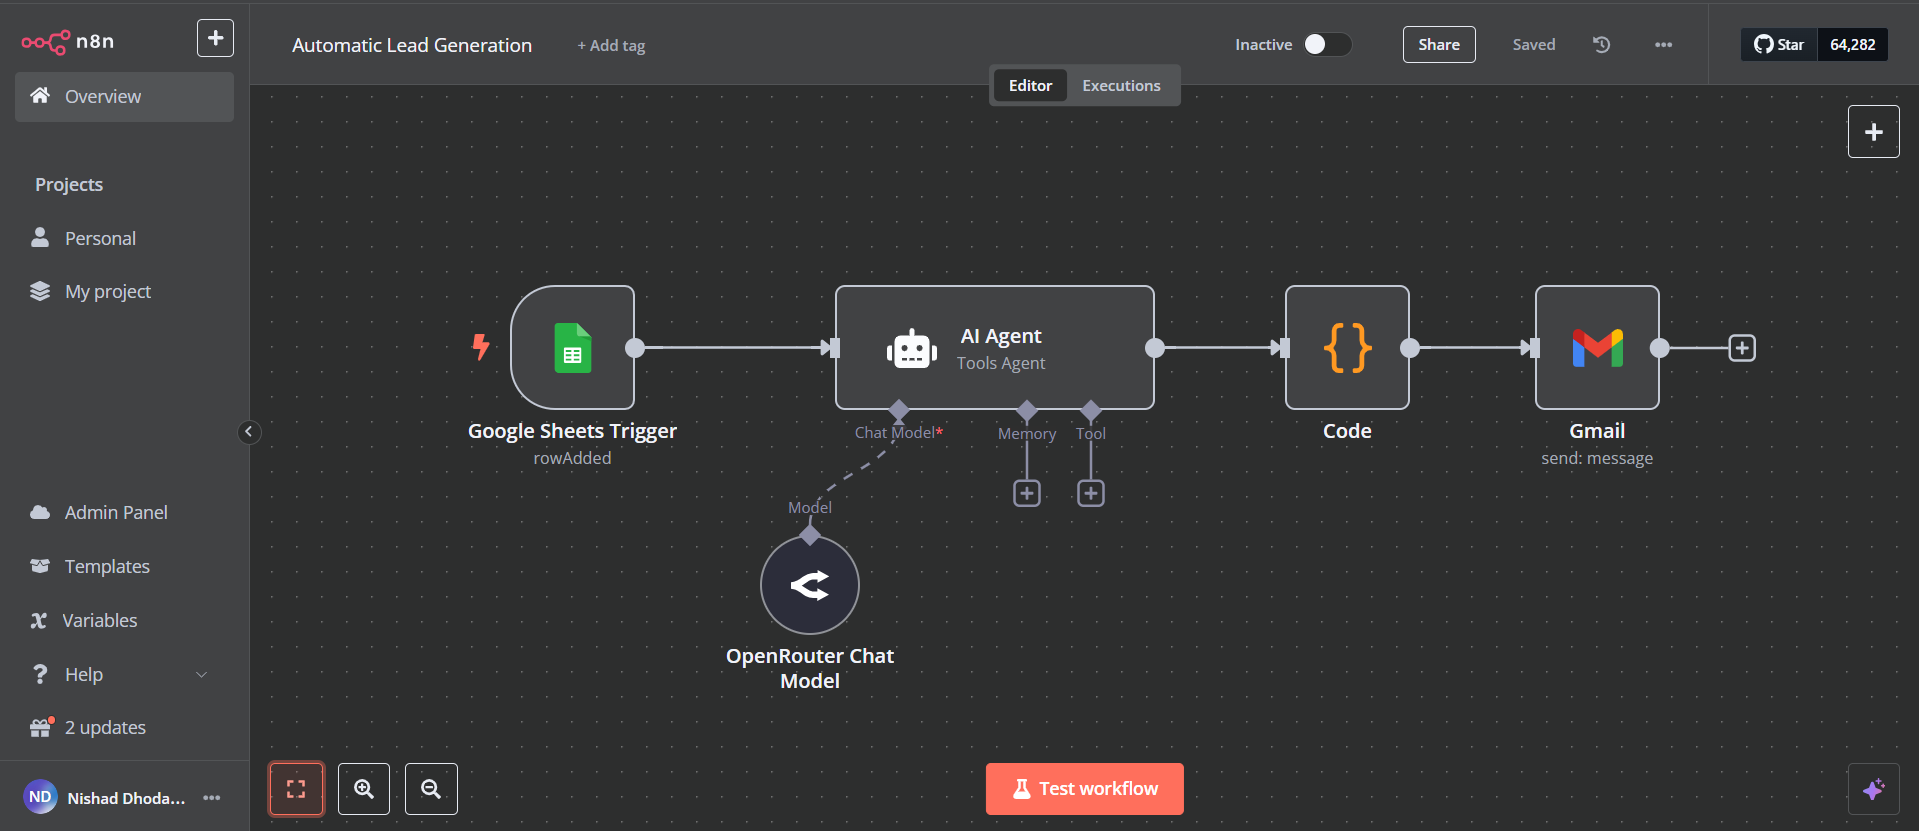 n8n
Overview
Projects
Personal
My project
Admin Panel
Templates
Variables
Help
2 updates
ND
Nishad Dhoda...
Automatic Lead Generation
+ Add tag
Inactive
Share
Saved
Star
64,282
Editor
Executions
Google Sheets Trigger
rowAdded
AI Agent
Tools Agent
Chat Model*
Memory
Tool
Model
OpenRouter Chat
Model
Code
Gmail
send: message
Test workflow